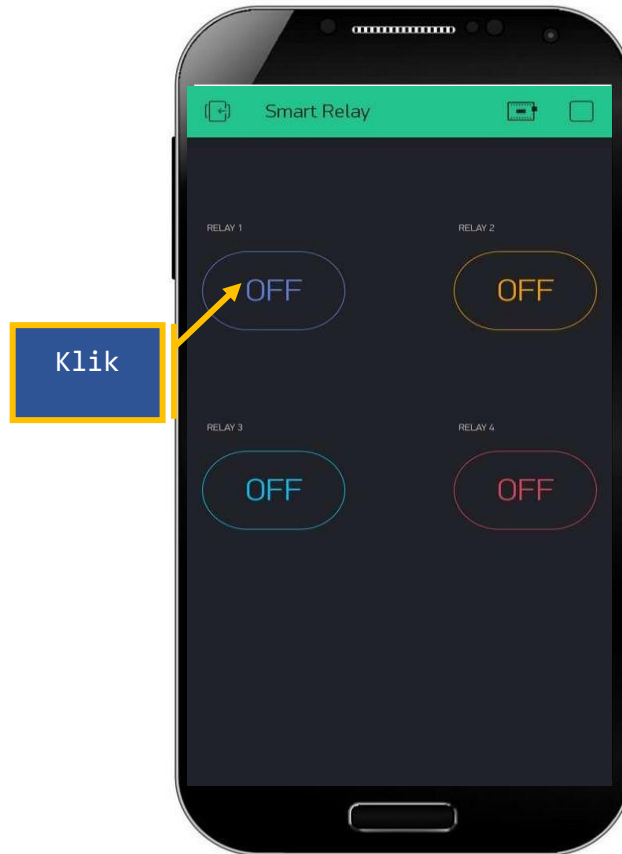 Smart Relay
RELAY 1
RELAY 2
OFF
OFF
Klik
RELAY 3
RELAY 4
OFF
OFF